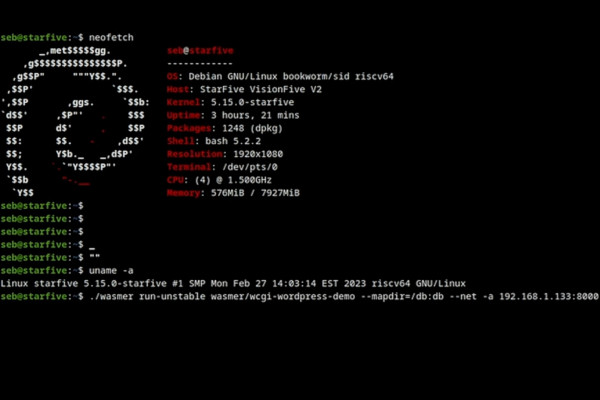 seb@starfive:~$ neofetch
_,met$$$$$gg. seb@starfive
,g$$$$$$$$$$$$$$$P. ------------
,g$$P" """Y$$.". OS: Debian GNU/Linux bookworm/sid riscv64
,$$P' `$$$. Host: StarFive VisionFive V2
',$$P ,ggs. `$$b: Kernel: 5.15.0-starfive
`d$$' ,$P"' . $$$ Uptime: 3 hours, 21 mins
$$P d$' , $$P Packages: 1248 (dpkg)
$$: $$. - ,d$$' Shell: bash 5.2.2
$$; Y$b._ _,d$P' Resolution: 1920x1080
Y$$. `.`"Y$$$$P"' Terminal: /dev/pts/0
`$$b "-.__ CPU: (4) @ 1.500GHz
`Y$$ Memory: 576MiB / 7927MiB
seb@starfive:~$
seb@starfive:~$
seb@starfive:~$
seb@starfive:~$ _
seb@starfive:~$ ""
seb@starfive:~$ uname -a
Linux starfive 5.15.0-starfive #1 SMP Mon Feb 27 14:03:14 EST 2023 riscv64 GNU/Linux
seb@starfive:~$ ./wasmer run-unstable wasmer/wcgi-wordpress-demo --mapdir=/db:db --net -a 192.168.1.133:8000